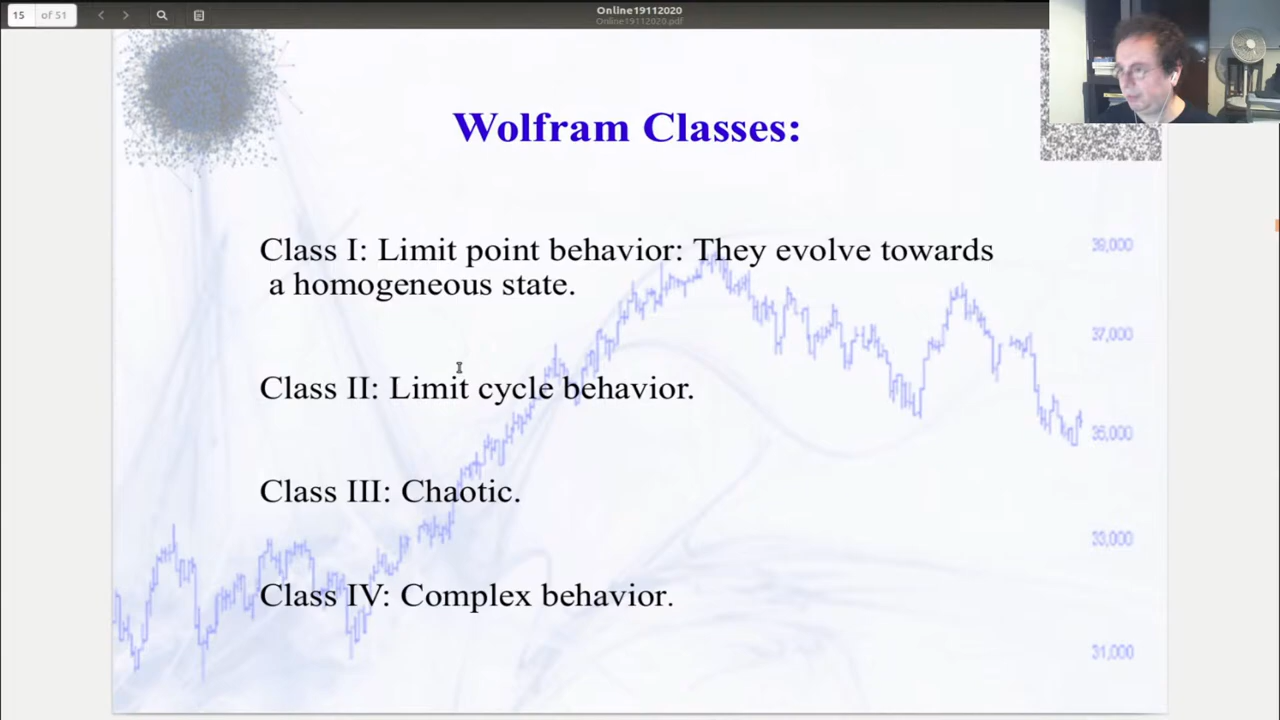 15 of 51
Online19112020
Online19112020.pdf
Wolfram Classes:
Class I: Limit point behavior: They evolve towards
a homogeneous state.
Class II: Limit cycle behavior.
Class III: Chaotic.
Class IV: Complex behavior.
39,000
37,000
35,000
33,000
31,000